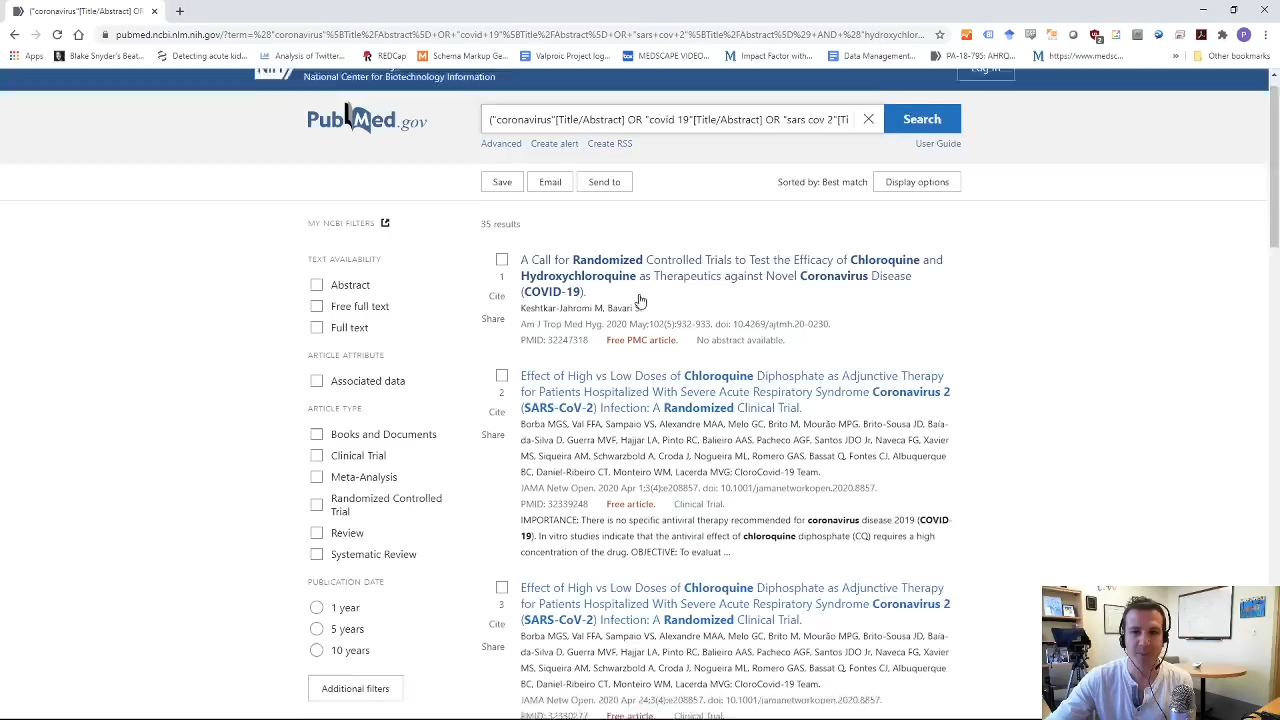 ("coronavirus"[Title/Abstract] OR
pubmed.ncbi.nlm.nih.gov/?term=%28"coronavirus"%5BTitle%2FAbstract%5D+OR+"covid+19"%5BTitle%2FAbstract%5D+OR+"sars+cov+2"%5BTitle%2FAbstract%5D%29+AND+%28"hydroxychloro...
Apps
Blake Snyder's Beat...
Detecting acute kid...
Analysis of Twitter...
REDCap
Schema Markup Ge...
Valproic Project log...
MEDSCAPE VIDEO...
Impact Factor with...
Data Management...
PA-18-795: AHRQ...
https://www.medsc...
»
Other bookmarks
NIH
National Center for Biotechnology Information
Log in
PubMed.gov
("coronavirus"[Title/Abstract] OR "covid 19"[Title/Abstract] OR "sars cov 2"[Ti
Search
Advanced Create alert Create RSS
User Guide
Save Email Send to
Sorted by: Best match
Display options
MY NCBI FILTERS
35 results
TEXT AVAILABILITY
Abstract
Free full text
Full text
ARTICLE ATTRIBUTE
Associated data
ARTICLE TYPE
Books and Documents
Clinical Trial
Meta-Analysis
Randomized Controlled
Trial
Review
Systematic Review
PUBLICATION DATE
1 year
5 years
10 years
Additional filters
1
Cite
Share
A Call for Randomized Controlled Trials to Test the Efficacy of Chloroquine and
Hydroxychloroquine as Therapeutics against Novel Coronavirus Disease
(COVID-19).
Keshtkar-Jahromi M, Bavari
Am J Trop Med Hyg. 2020 May;102(5):932-933. doi: 10.4269/ajtmh.20-0230.
PMID: 32247318 Free PMC article. No abstract available.
2
Cite
Share
Effect of High vs Low Doses of Chloroquine Diphosphate as Adjunctive Therapy
for Patients Hospitalized With Severe Acute Respiratory Syndrome Coronavirus 2
(SARS-CoV-2) Infection: A Randomized Clinical Trial.
Borba MGS, Val FFA, Sampaio VS, Alexandre MAA, Melo GC, Brito M, Mourão MPG, Brito-Sousa JD, Baía-
da-Silva D, Guerra MVF, Hajjar LA, Pinto RC, Balieiro AAS, Pacheco AGF, Santos JDO Jr, Naveca FG, Xavier
MS, Siqueira AM, Schwarzbold A, Croda J, Nogueira ML, Romero GAS, Bassat Q, Fontes CJ, Albuquerque
BC, Daniel-Ribeiro CT, Monteiro WM, Lacerda MVG; CloroCovid-19 Team.
JAMA Netw Open. 2020 Apr 1;3(4):e208857. doi: 10.1001/jamanetworkopen.2020.8857.
PMID: 32339248 Free article. Clinical Trial.
IMPORTANCE: There is no specific antiviral therapy recommended for coronavirus disease 2019 (COVID-
19). In vitro studies indicate that the antiviral effect of chloroquine diphosphate (CQ) requires a high
concentration of the drug. OBJECTIVE: To evaluate ...
3
Cite
Share
Effect of High vs Low Doses of Chloroquine Diphosphate as Adjunctive Therapy
for Patients Hospitalized With Severe Acute Respiratory Syndrome Coronavirus 2
(SARS-CoV-2) Infection: A Randomized Clinical Trial.
Borba MGS, Val FFA, Sampaio VS, Alexandre MAA, Melo GC, Brito M, Mourão MPG, Brito-Sousa JD, Baía-
da-Silva D, Guerra MVF, Hajjar LA, Pinto RC, Balieiro AAS, Pacheco AGF, Santos JDO Jr, Naveca FG, Xavier
MS, Siqueira AM, Schwarzbold A, Croda J, Nogueira ML, Romero GAS, Bassat Q, Fontes CJ, Albuquerque
BC, Daniel-Ribeiro CT, Monteiro WM, Lacerda MVG; CloroCovid-19 Team.
JAMA Netw Open. 2020 Apr 24;3(4):e208857. doi: 10.1001/jamanetworkopen.2020.8857.
PMID: 32330277 Free article. Clinical Trial.